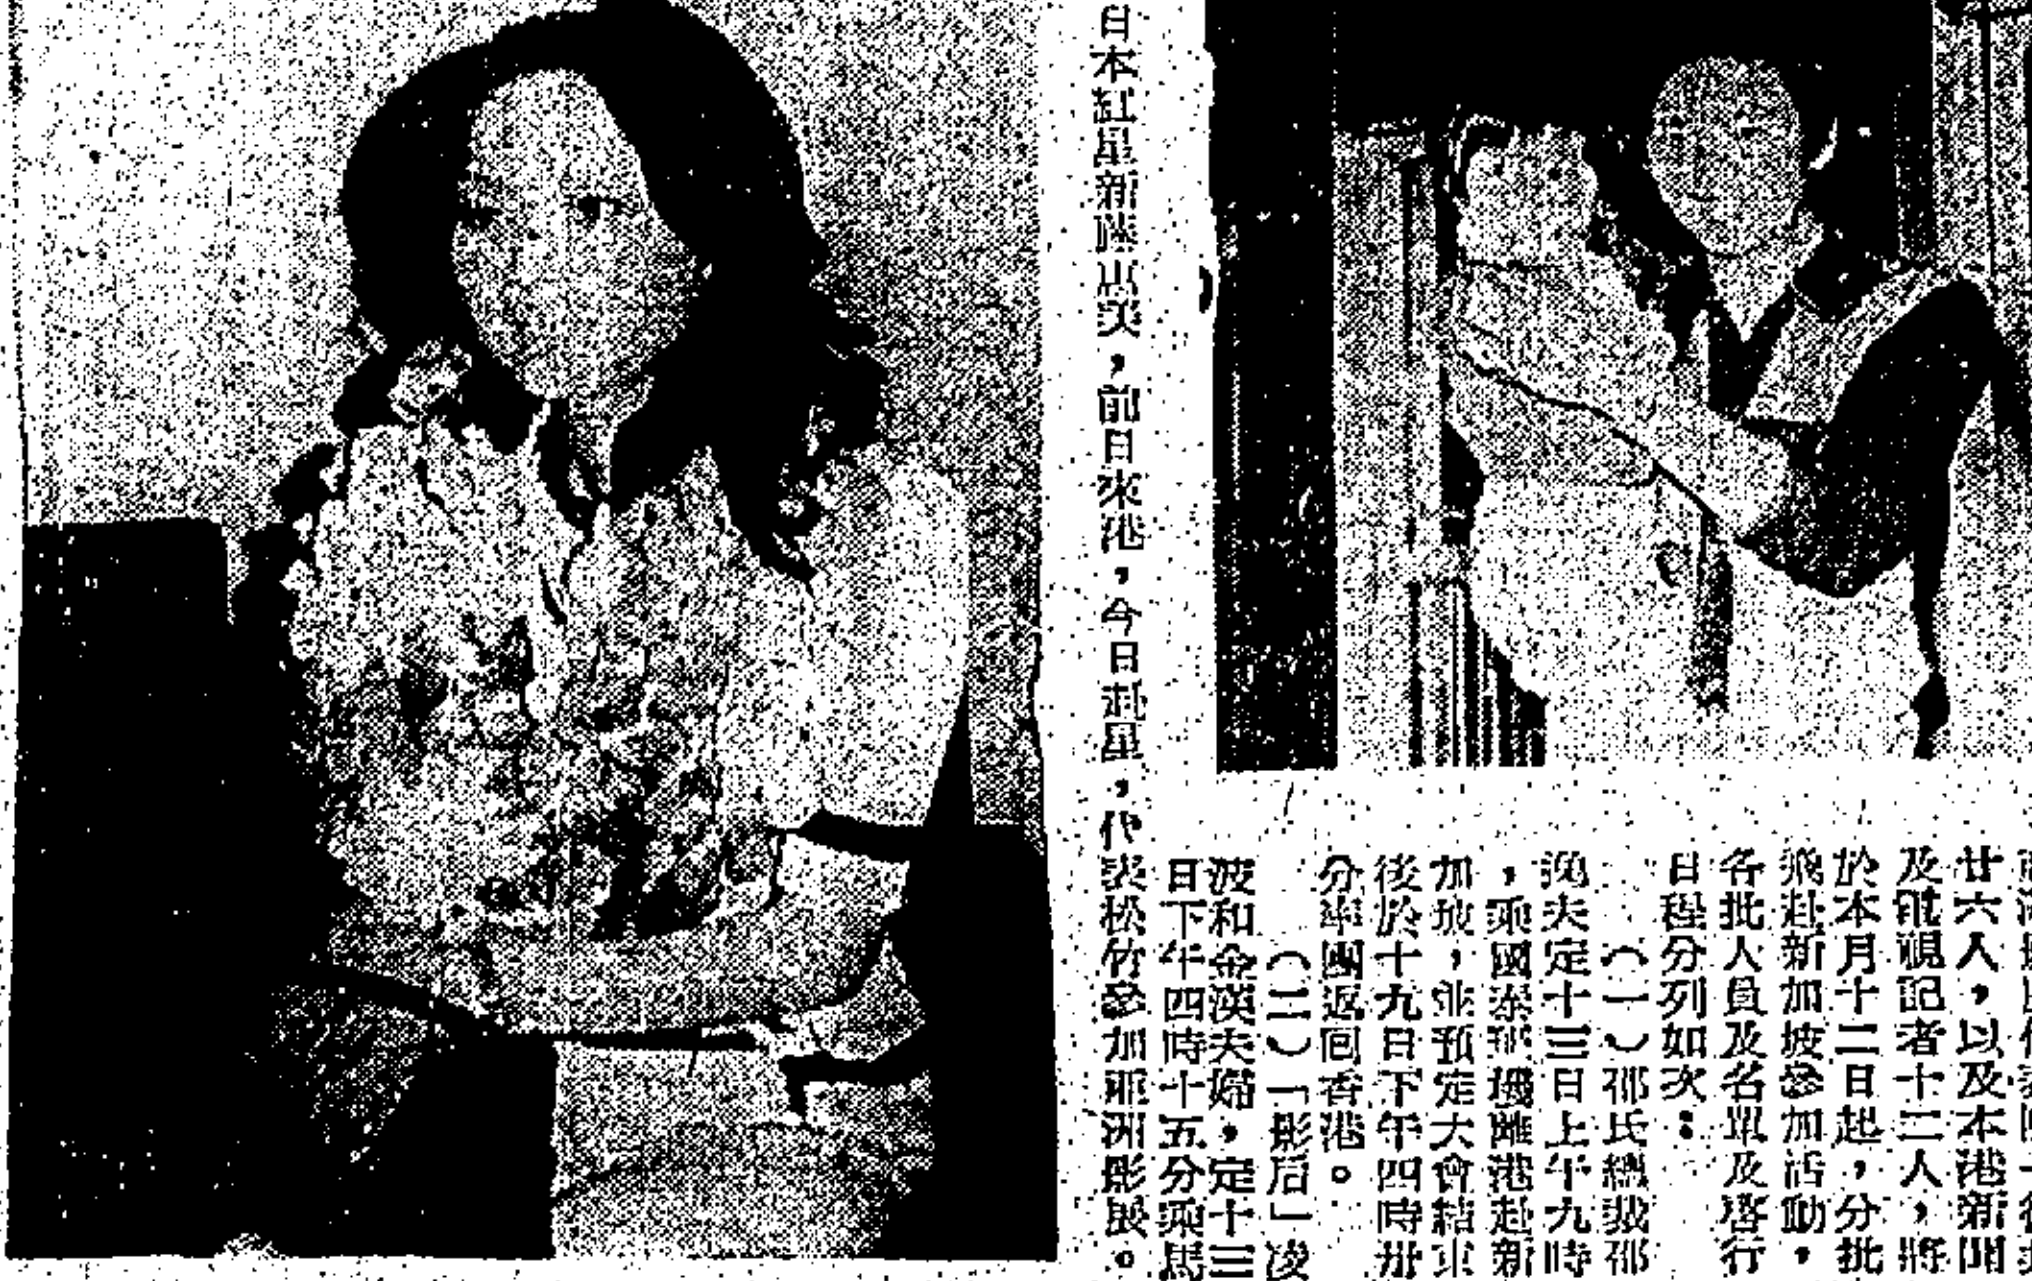 廿六人，以及本港新聞
及電視記者十二人，將
於本月十二日起，分批
飛赴新加坡參加活動，
各批人員及名單及啓行
日程分列如次：
（一）邵氏總裁邵
逸夫定十三日上午九時
，乘國泰班機離港赴新
加坡，並預定大會結束
後於十九日下午四時卅
分率團返回香港。
（二）「影后」凌
波和金漢夫婦，定十三
日下午四時十五分乘馬
日本紅星新藤惠美，前日來港，今日赴星，代表松竹參加亞洲影展。